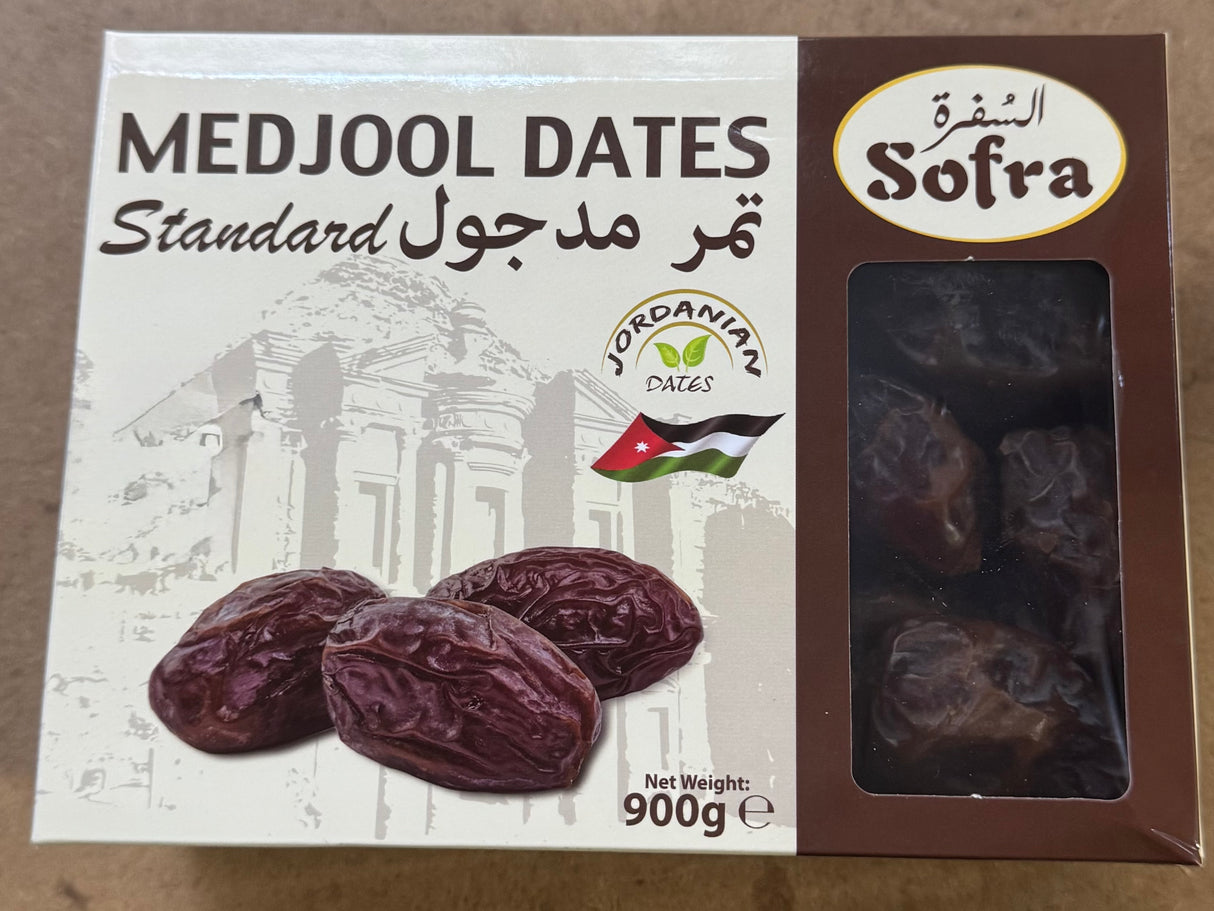 MEDJOOL DATES
Standard تمر مدجول
JORDANIAN
DATES
Net Weight:
900g ℮
السُفرة
Sofra